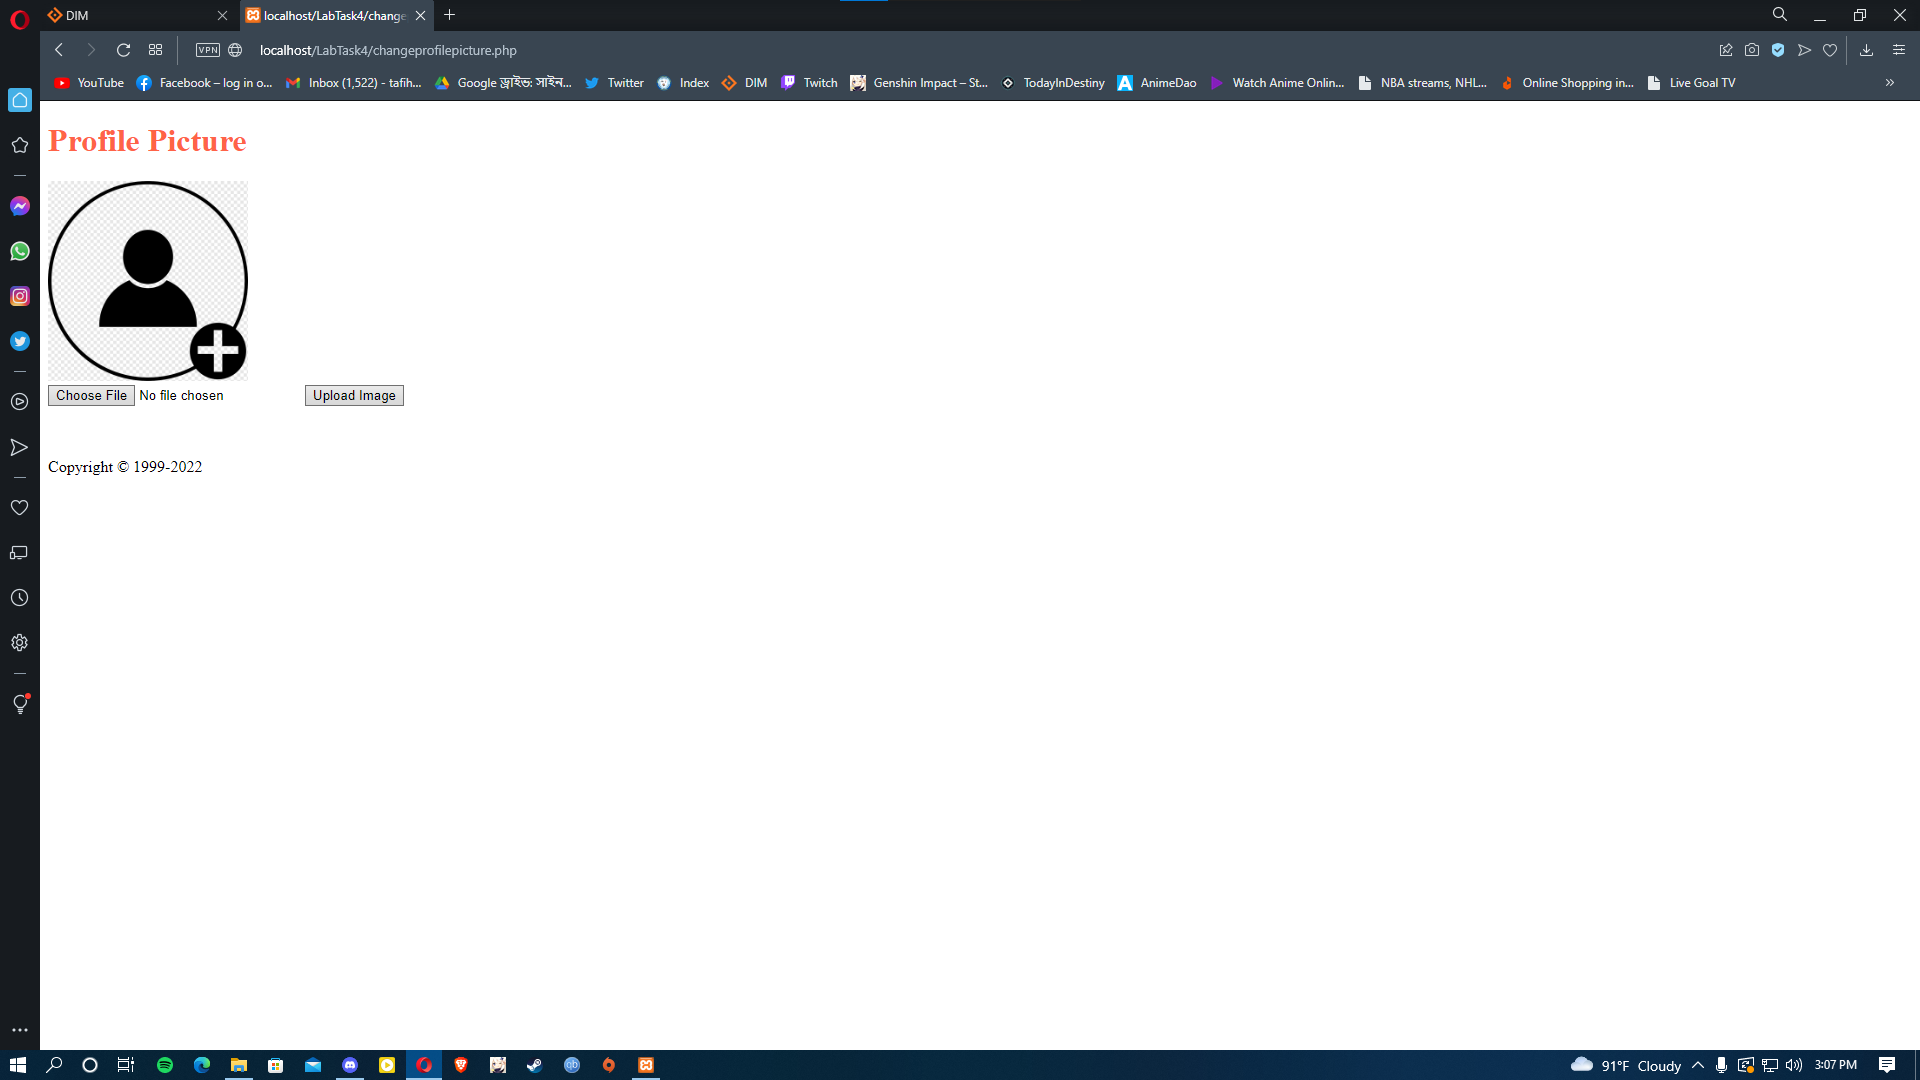 DIM
localhost/LabTask4/change
VPN
localhost/LabTask4/changeprofilepicture.php
YouTube
Facebook – log in o...
Inbox (1,522) - tafih...
Google ড্রাইভ: সাইন...
Twitter
Index
DIM
Twitch
Genshin Impact – St...
TodayInDestiny
AnimeDao
Watch Anime Onlin...
NBA streams, NHL...
Online Shopping in...
Live Goal TV
Profile Picture
Choose File No file chosen
Upload Image
Copyright © 1999-2022
91°F Cloudy
3:07 PM